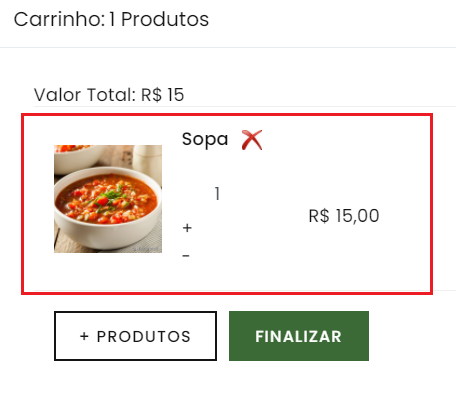 Carrinho: 1 Produtos
Valor Total: R$ 15
Sopa
1
R$ 15,00
+
-
+ PRODUTOS
FINALIZAR